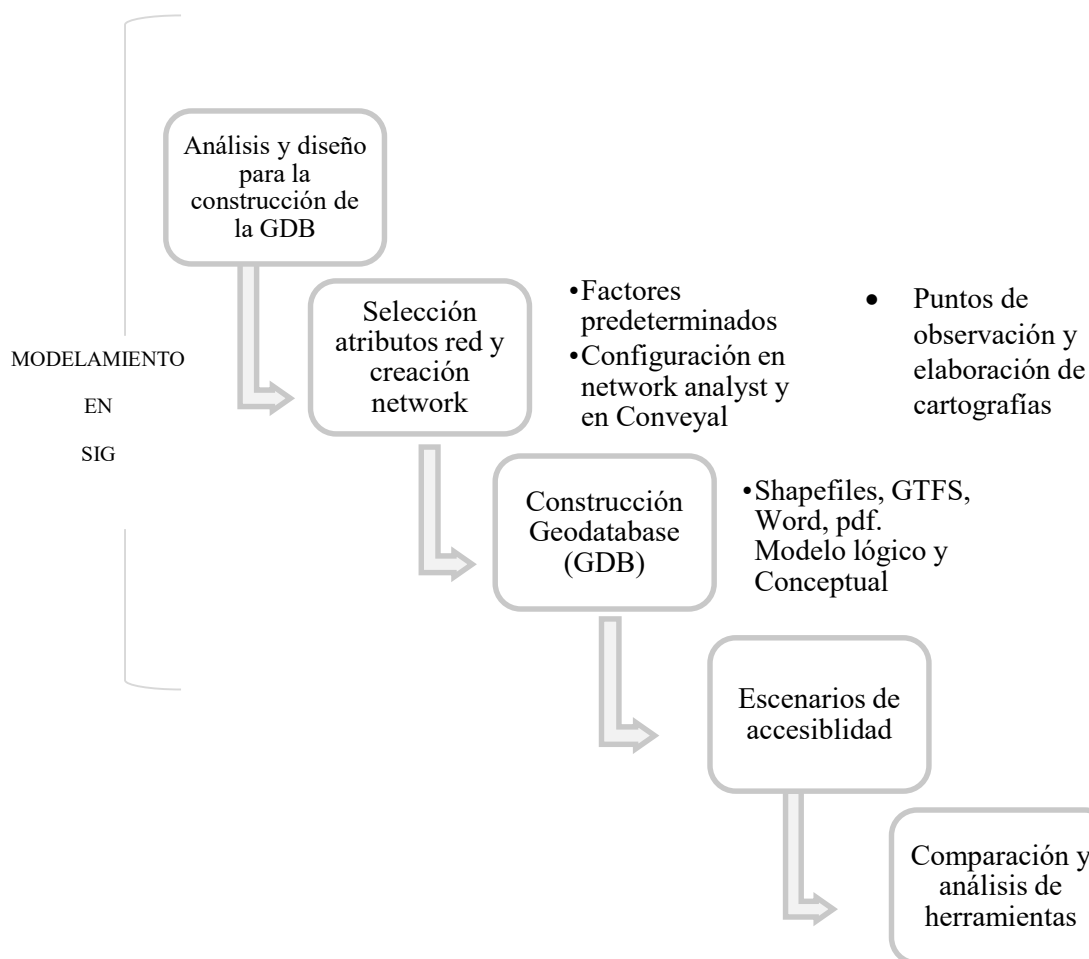 MODELAMIENTO
EN
SIG
Análisis y diseño
para la
construcción de
la GDB
Selección
atributos red y
creación
network
•Factores
predeterminados
•Configuración en
network analyst y
en Conveyal
• Puntos de
observación y
elaboración de
cartografías
Construcción
Geodatabase
(GDB)
•Shapefiles, GTFS,
Word, pdf.
Modelo lógico y
Conceptual
Escenarios de
accesiblidad
Comparación y
análisis de
herramientas